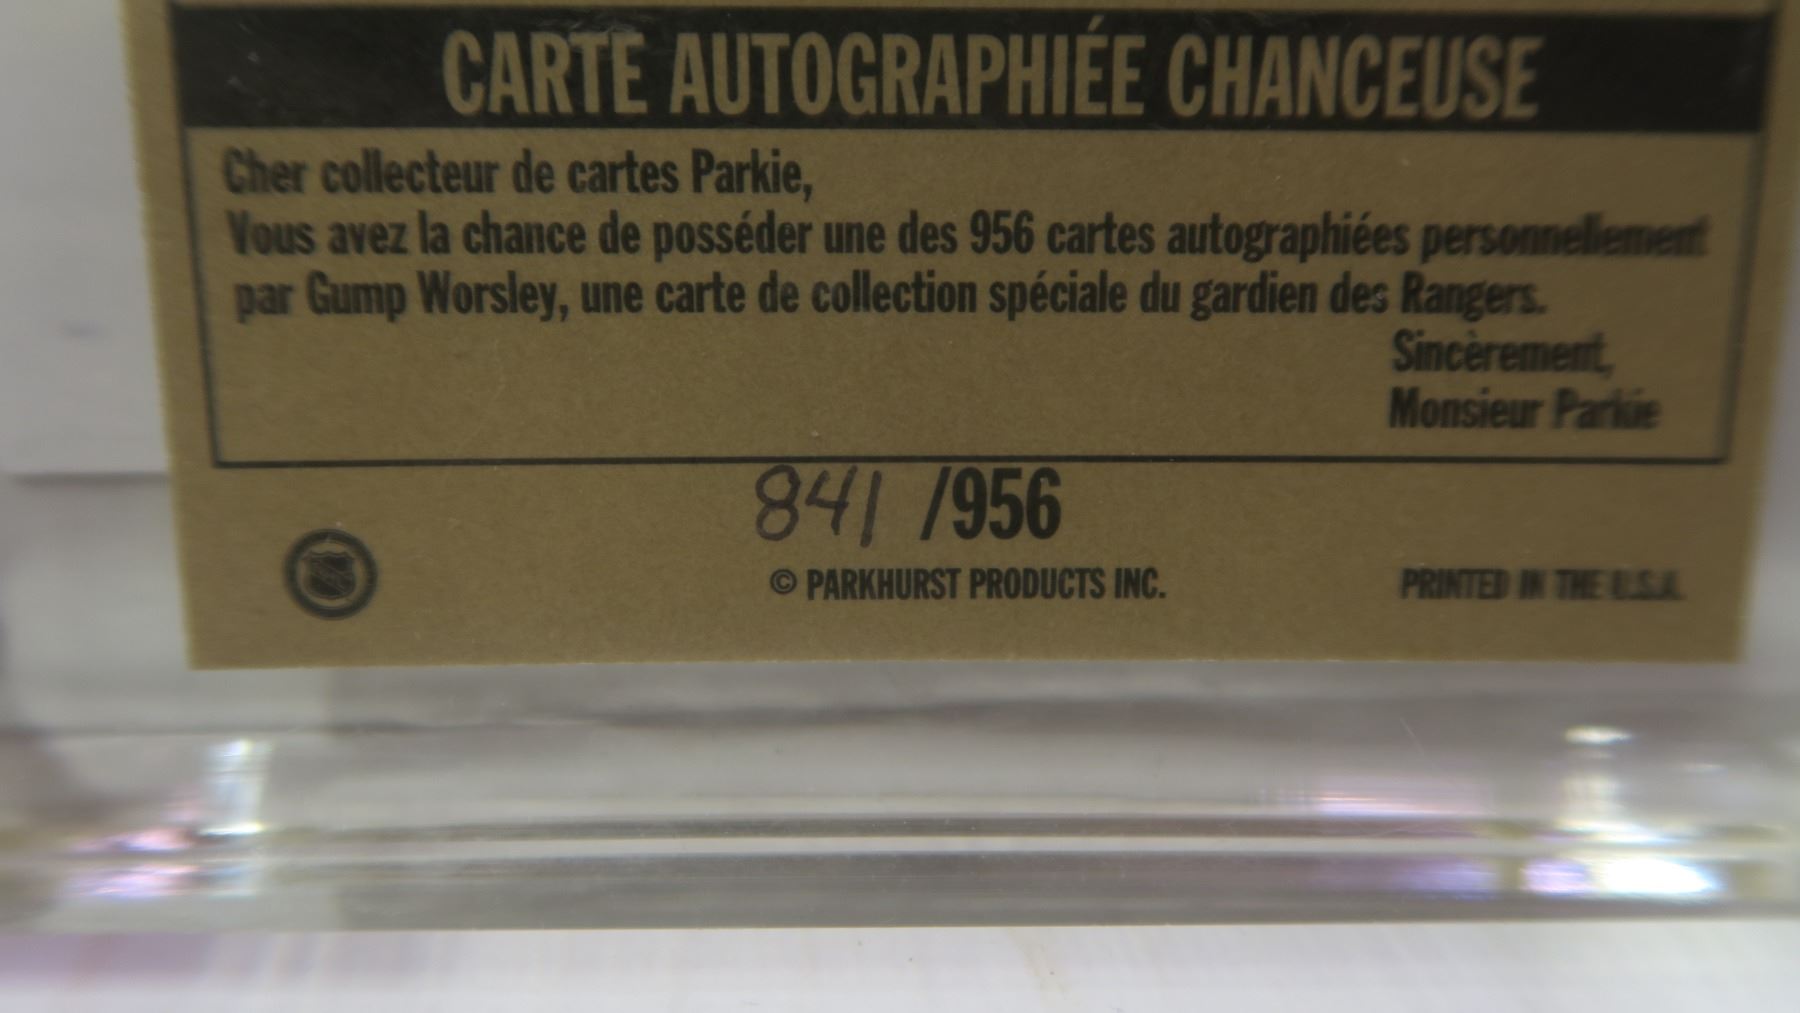 CARTE AUTOGRAPHIÉE CHANCEUSE
Cher collecteur de cartes Parkie,
Vous avez la chance de posséder une des 956 cartes autographiées personnellement
par Gump Worsley, une carte de collection spéciale du gardien des Rangers.
Sincèrement,
Monsieur Parkie
841 /956
© PARKHURST PRODUCTS INC.
PRINTED IN THE U.S.A.